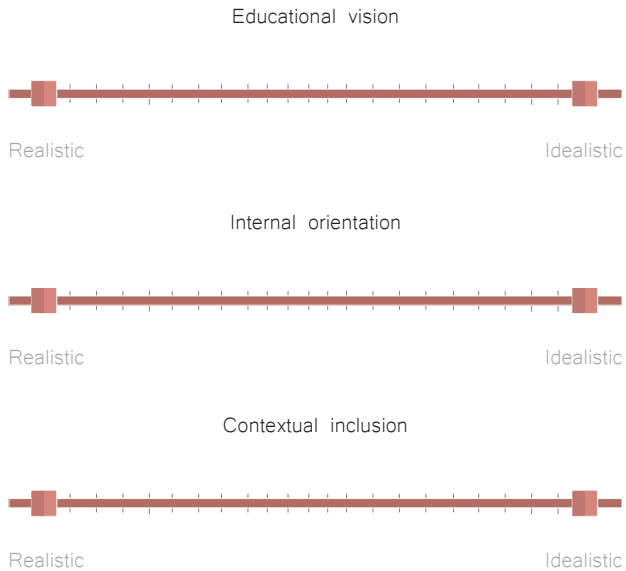 Educational vision
Realistic Idealistic
Internal orientation
Realistic Idealistic
Contextual inclusion
Realistic Idealistic